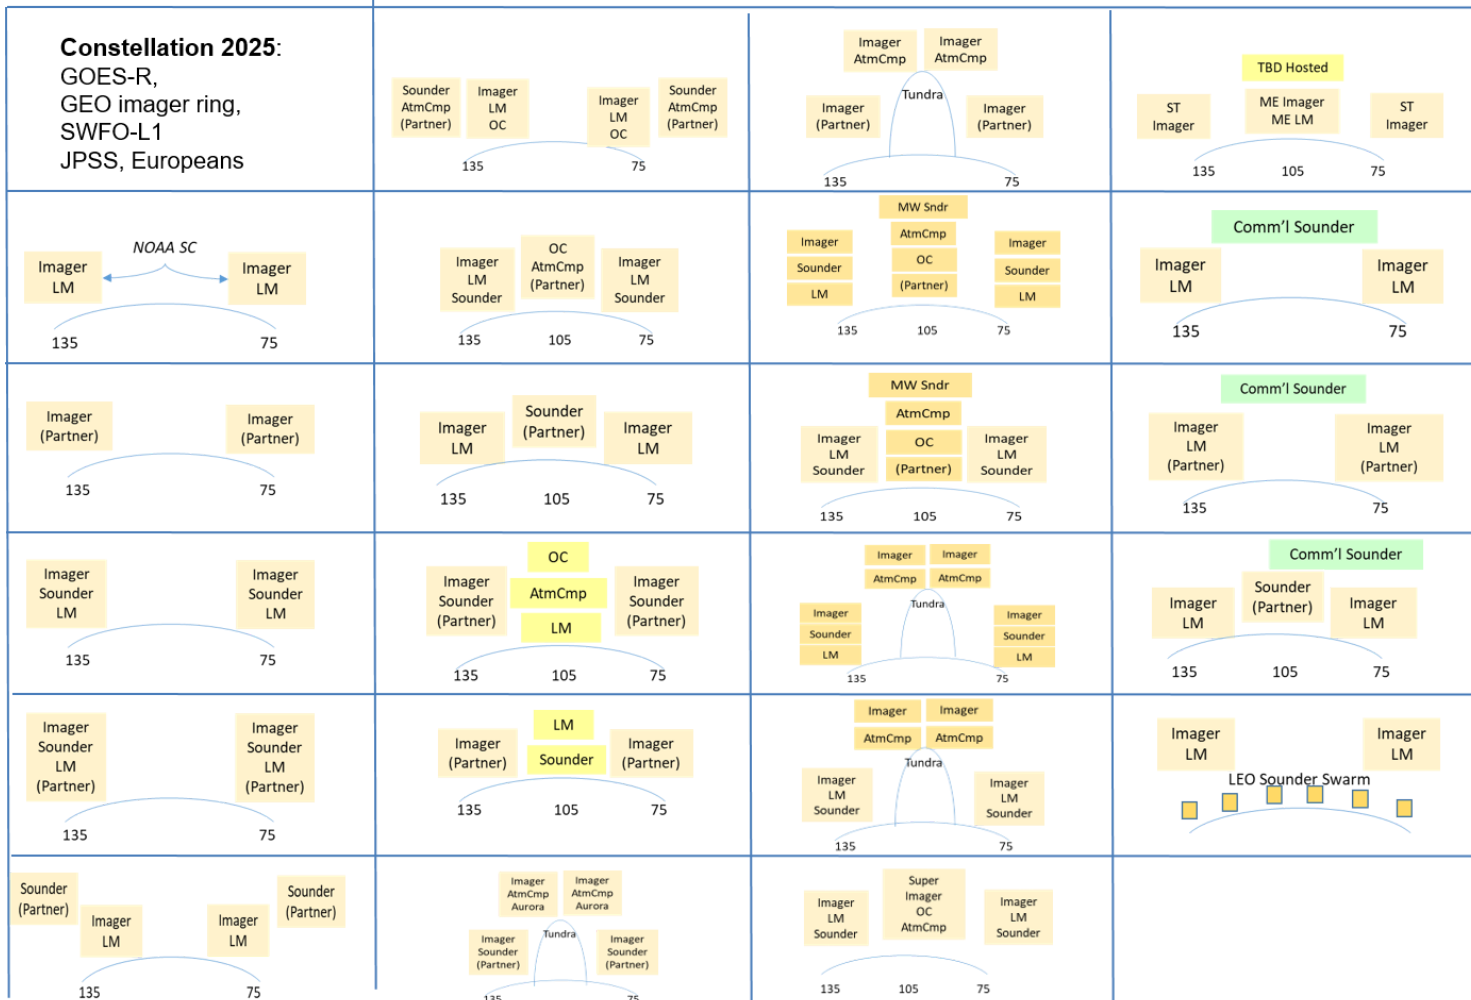 Constellation 2025:
GOES-R,
GEO imager ring,
SWFO-L1
JPSS, Europeans
Sounder
AtmCmp
(Partner)
Imager
LM
OC
Imager
LM
OC
Sounder
AtmCmp
(Partner)
135
75
Imager
AtmCmp
Imager
AtmCmp
Tundra
Imager
(Partner)
Imager
(Partner)
135
75
TBD Hosted
ST
Imager
ME Imager
ME LM
ST
Imager
135
105
75
NOAA SC
Imager
LM
Imager
LM
135
75
Imager
LM
Sounder
OC
AtmCmp
(Partner)
Imager
LM
Sounder
135
105
75
MW Sndr
AtmCmp
OC
(Partner)
Imager
Sounder
LM
Imager
Sounder
LM
135
105
75
Comm'l Sounder
Imager
LM
Imager
LM
135
75
Imager
(Partner)
Imager
(Partner)
135
75
Imager
LM
Sounder
(Partner)
Imager
LM
135
105
75
MW Sndr
AtmCmp
OC
(Partner)
Imager
LM
Sounder
Imager
LM
Sounder
135
105
75
Comm'l Sounder
Imager
LM
(Partner)
Imager
LM
(Partner)
135
75
Imager
Sounder
LM
Imager
Sounder
LM
135
75
OC
AtmCmp
LM
Imager
Sounder
(Partner)
Imager
Sounder
(Partner)
135
105
75
Imager
AtmCmp
Imager
AtmCmp
Tundra
Imager
Sounder
LM
Imager
Sounder
LM
135
75
Comm'l Sounder
Imager
LM
Sounder
(Partner)
Imager
LM
135
105
75
Imager
Sounder
LM
(Partner)
Imager
Sounder
LM
(Partner)
135
75
LM
Sounder
Imager
(Partner)
Imager
(Partner)
135
105
75
Imager
AtmCmp
Imager
AtmCmp
Tundra
Imager
LM
Sounder
Imager
LM
Sounder
135
75
Imager
LM
Imager
LM
LEO Sounder Swarm
Sounder
(Partner)
Imager
LM
Imager
LM
Sounder
(Partner)
135
75
Imager
AtmCmp
Aurora
Imager
AtmCmp
Aurora
Tundra
Imager
Sounder
(Partner)
Imager
Sounder
(Partner)
135
75
Imager
LM
Sounder
Super
Imager
OC
AtmCmp
Imager
LM
Sounder
135
105
75